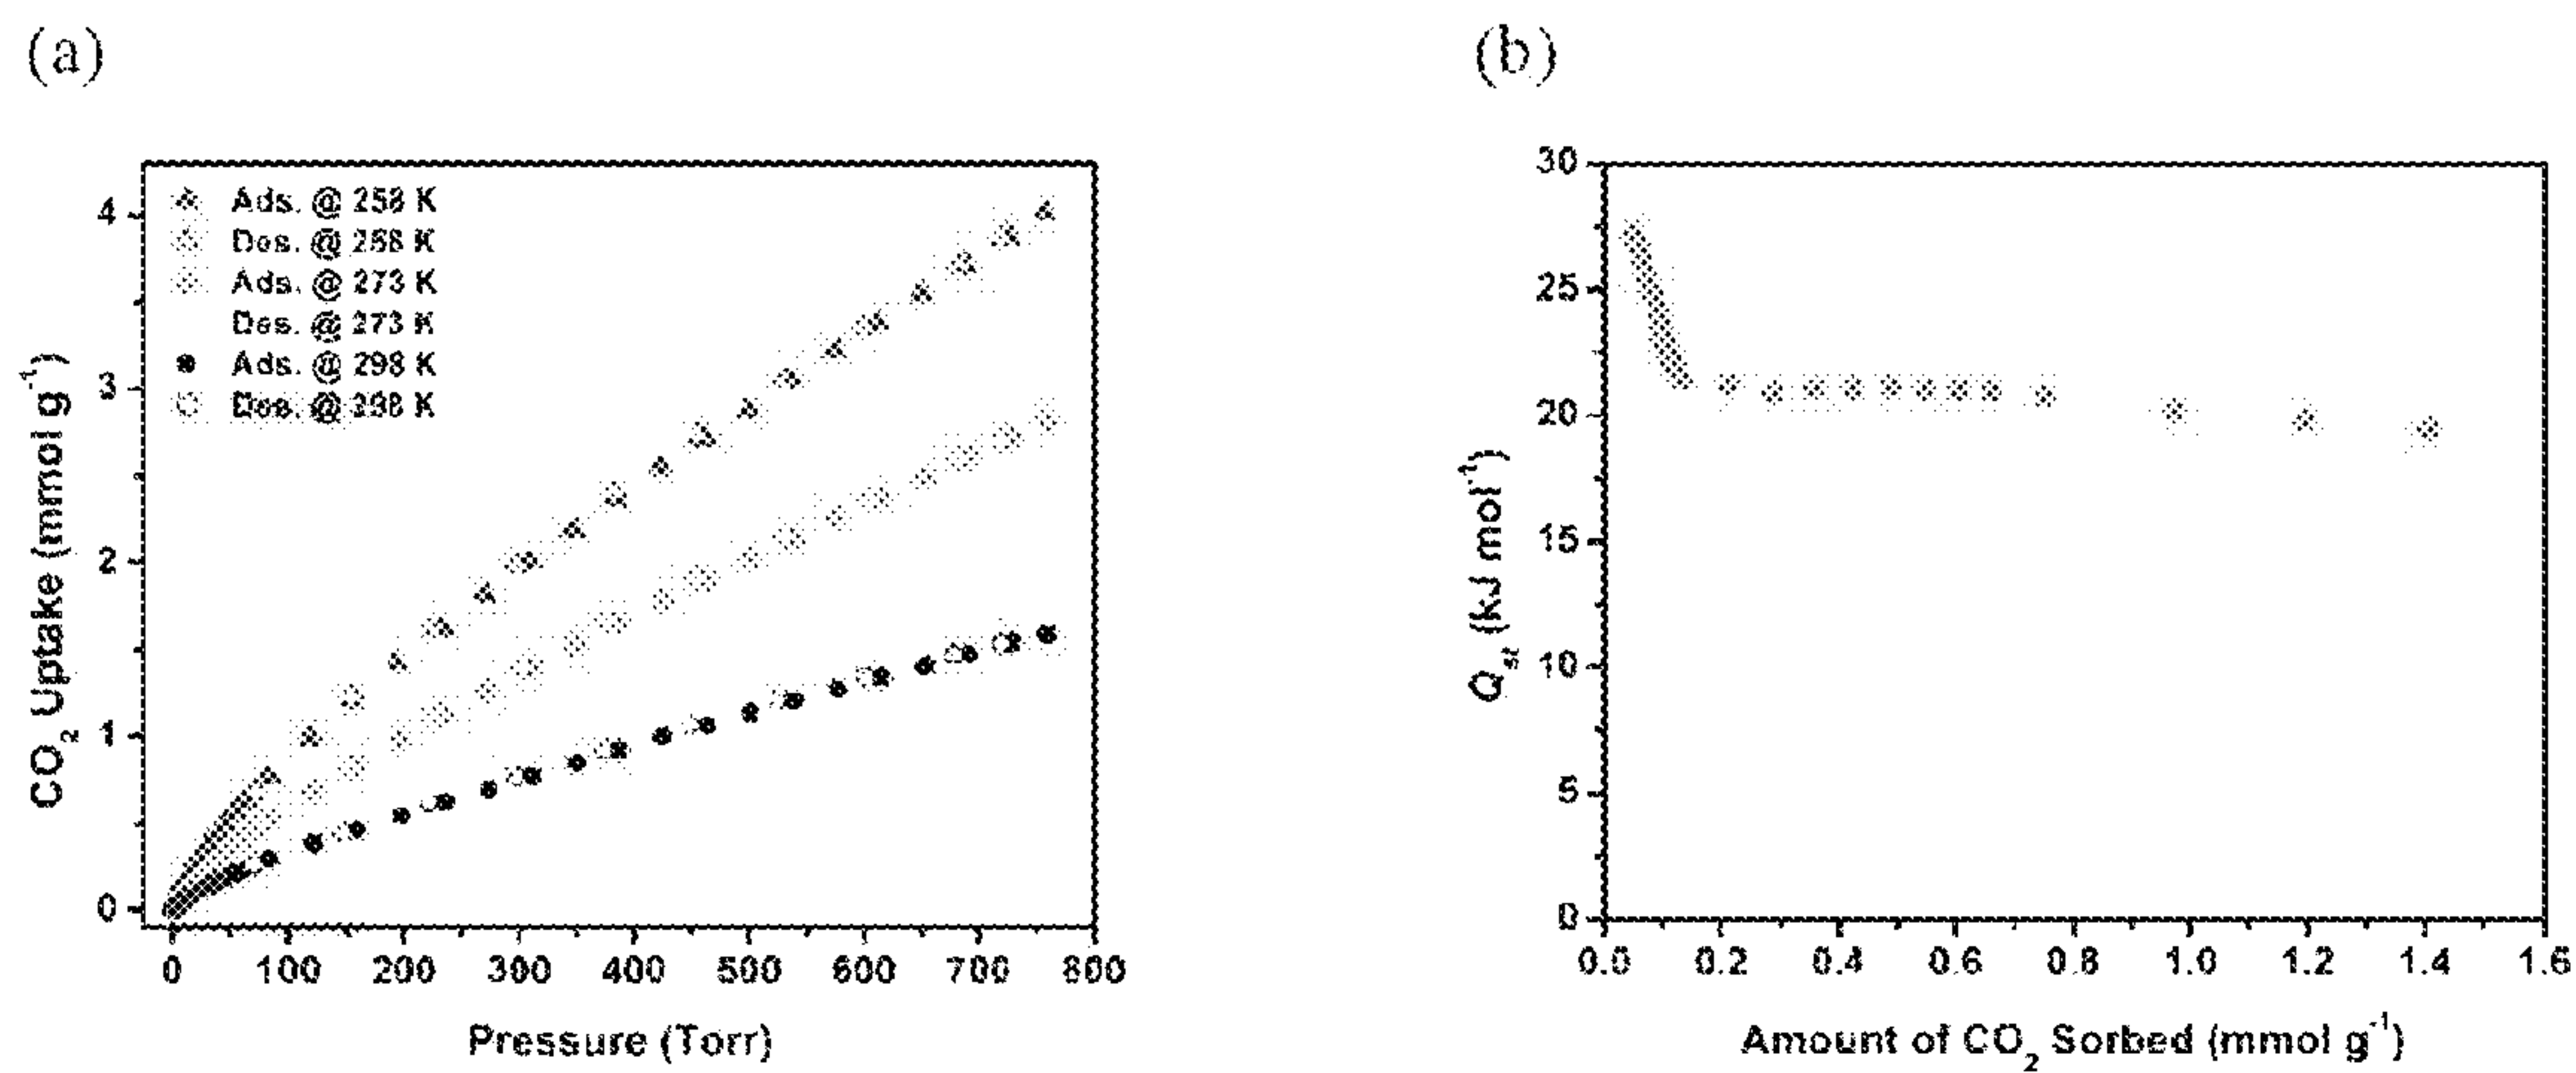 (a)
(b)
Ads. @ 258 K
Des. @ 258 K
Ads. @ 273 K
Des. @ 273 K
Ads. @ 298 K
Des. @ 298 K
4
3
2
1
0
CO₂ Uptake (mmol g⁻¹)
0 100 200 300 400 500 600 700 800
Pressure (Torr)
30
25
20
15
10
5
0
Qst (kJ mol⁻¹)
0.0 0.2 0.4 0.6 0.8 1.0 1.2 1.4 1.6
Amount of CO₂ Sorbed (mmol g⁻¹)